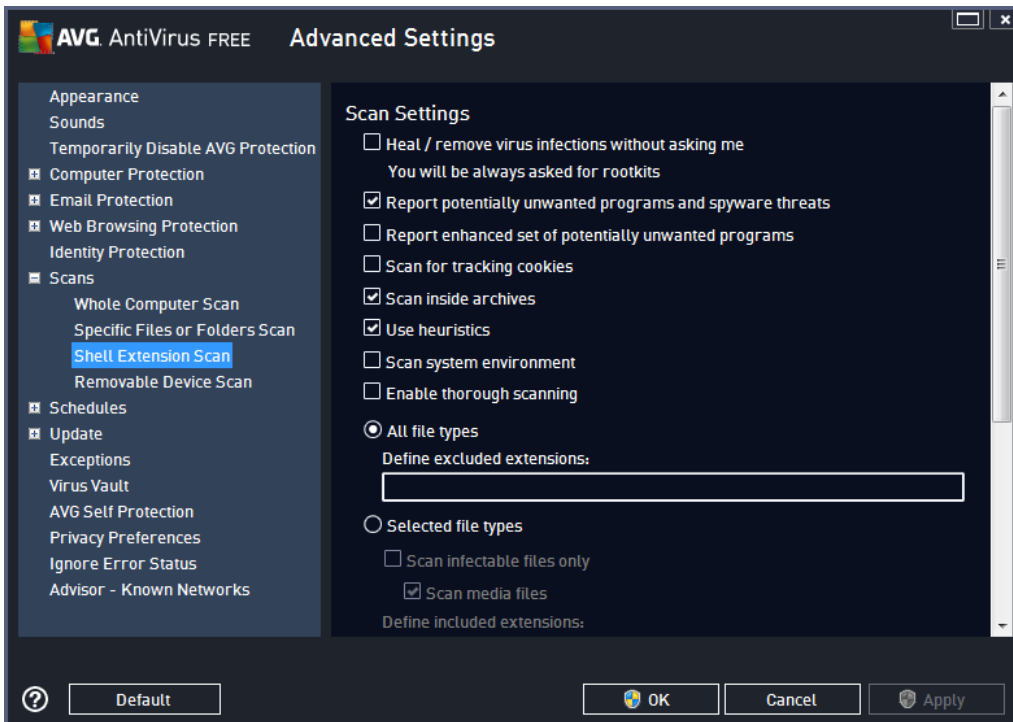 AVG. AntiVirus FREE Advanced Settings
Appearance
Sounds
Temporarily Disable AVG Protection
Computer Protection
Email Protection
Web Browsing Protection
Identity Protection
Scans
Whole Computer Scan
Specific Files or Folders Scan
Shell Extension Scan
Removable Device Scan
Schedules
Update
Exceptions
Virus Vault
AVG Self Protection
Privacy Preferences
Ignore Error Status
Advisor - Known Networks
Scan Settings
Heal / remove virus infections without asking me
You will be always asked for rootkits
Report potentially unwanted programs and spyware threats
Report enhanced set of potentially unwanted programs
Scan for tracking cookies
Scan inside archives
Use heuristics
Scan system environment
Enable thorough scanning
All file types
Define excluded extensions:
Selected file types
Scan infectable files only
Scan media files
Define included extensions:
Default
OK
Cancel
Apply